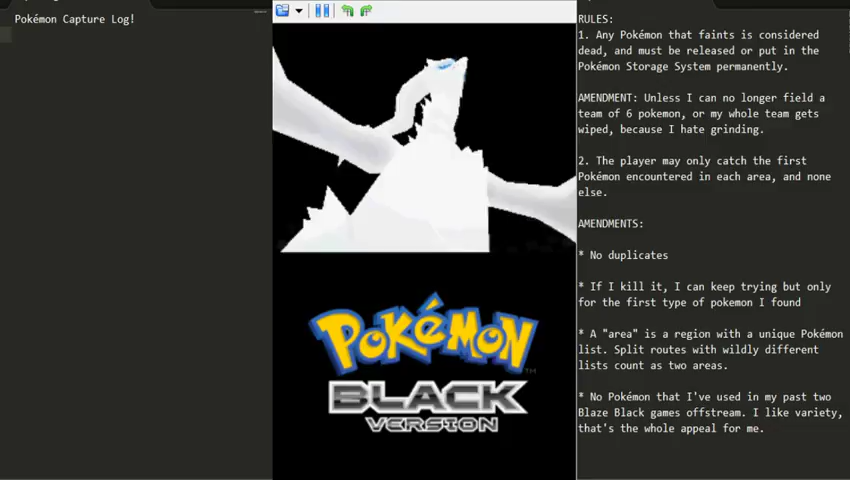 Pokémon Capture Log!
POKéMON
BLACK
VERSION
RULES:
1. Any Pokémon that faints is considered
dead, and must be released or put in the
Pokémon Storage System permanently.
AMENDMENT: Unless I can no longer field a
team of 6 pokemon, or my whole team gets
wiped, because I hate grinding.
2. The player may only catch the first
Pokémon encountered in each area, and none
else.
AMENDMENTS:
* No duplicates
* If I kill it, I can keep trying but only
for the first type of pokemon I found
* A "area" is a region with a unique Pokémon
list. Split routes with wildly different
lists count as two areas.
* No Pokémon that I've used in my past two
Blaze Black games offstream. I like variety,
that's the whole appeal for me.